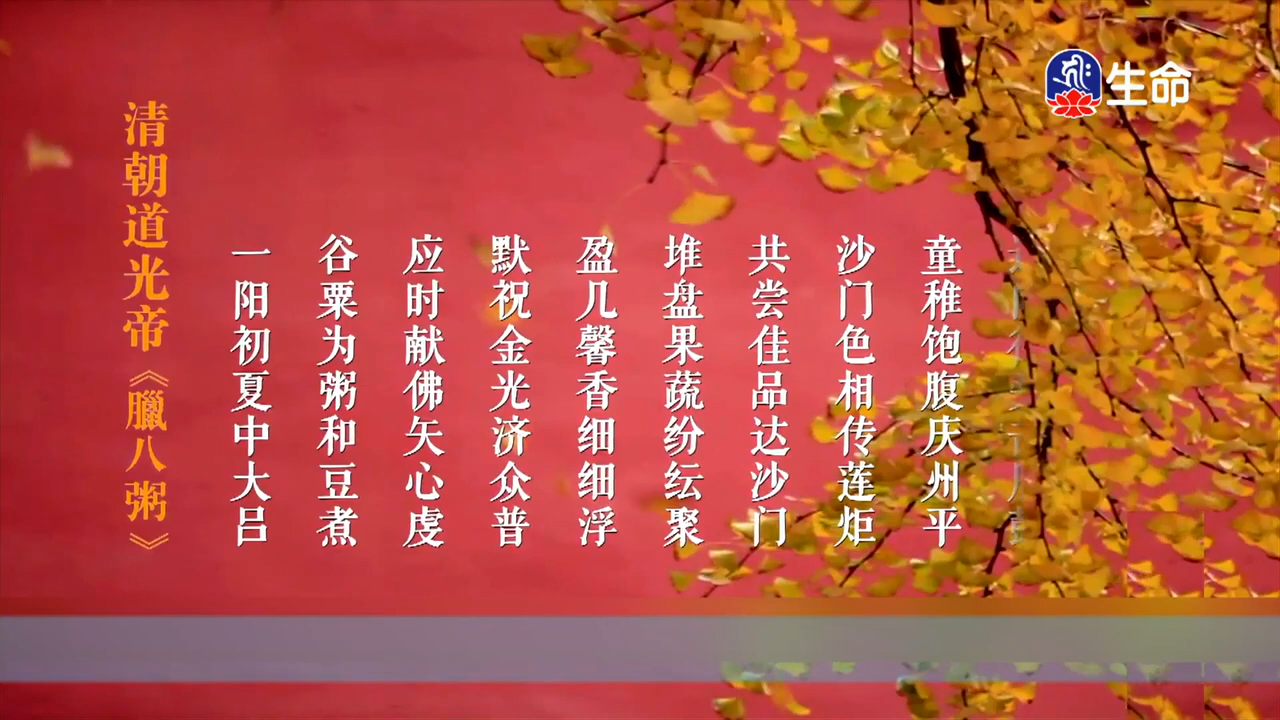 清朝道光帝《臘八粥》
一阳初夏中大吕
谷粟为粥和豆煮
应时献佛矢心虔
默祝金光济众普
盈几馨香细细浮
堆盘果蔬纷纭聚
共尝佳品达沙门
沙门色相传莲炬
童稚饱腹庆州平
生命